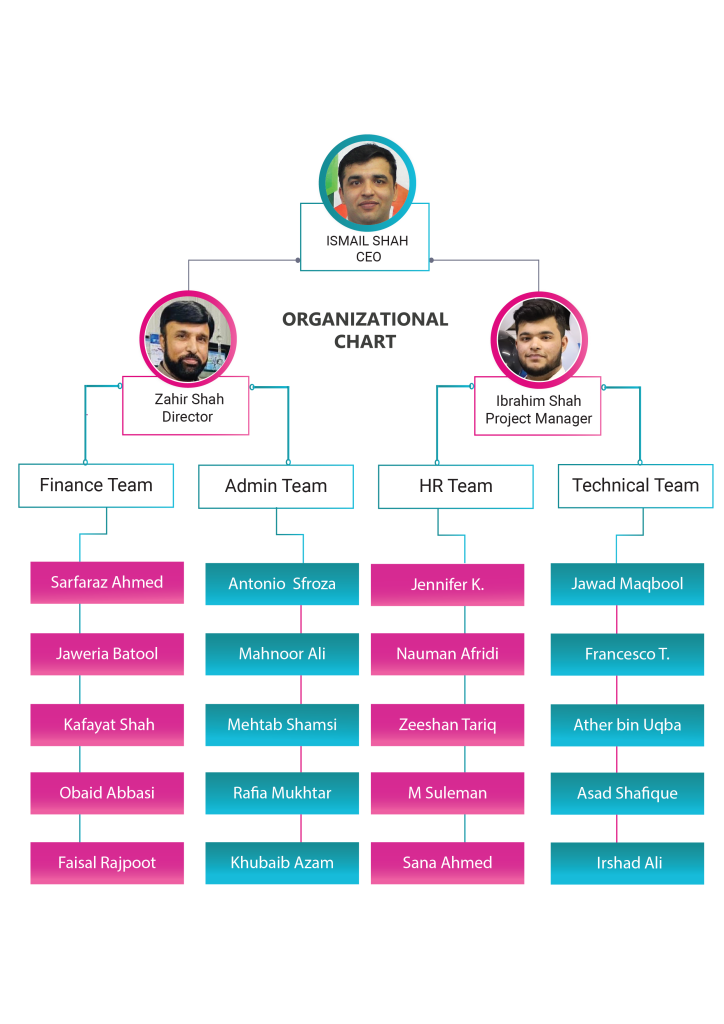 ISMAIL SHAH
CEO
ORGANIZATIONAL
CHART
Zahir Shah
Director
Ibrahim Shah
Project Manager
Finance Team
Admin Team
HR Team
Technical Team
Sarfaraz Ahmed
Antonio  Sfroza
Jennifer K.
Jawad Maqbool
Jaweria Batool
Mahnoor Ali
Nauman Afridi
Francesco T.
Kafayat Shah
Mehtab Shamsi
Zeeshan Tariq
Ather bin Uqba
Obaid Abbasi
Rafia Mukhtar
M Suleman
Asad Shafique
Faisal Rajpoot
Khubaib Azam
Sana Ahmed
Irshad Ali